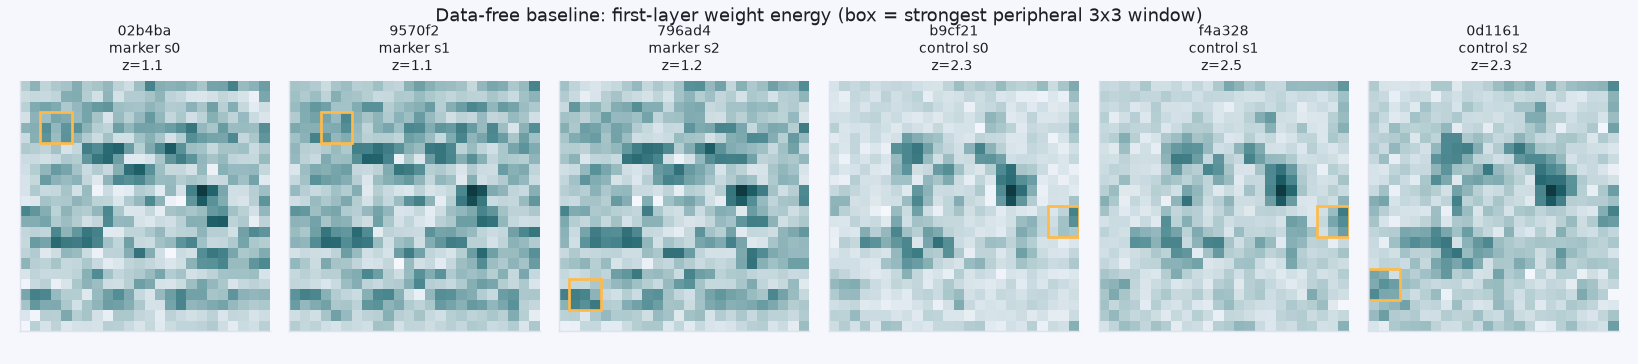 Data-free baseline: first-layer weight energy (box = strongest peripheral 3x3 window)
02b4ba
marker s0
z=1.1
9570f2
marker s1
z=1.1
796ad4
marker s2
z=1.2
b9cf21
control s0
z=2.3
f4a328
control s1
z=2.5
0d1161
control s2
z=2.3